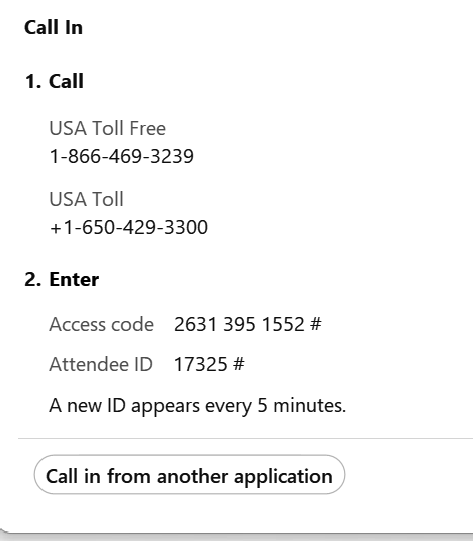 Call In
1. Call
USA Toll Free
1-866-469-3239
USA Toll
+1-650-429-3300
2. Enter
Access code 2631 395 1552 #
Attendee ID 17325 #
A new ID appears every 5 minutes.
Call in from another application